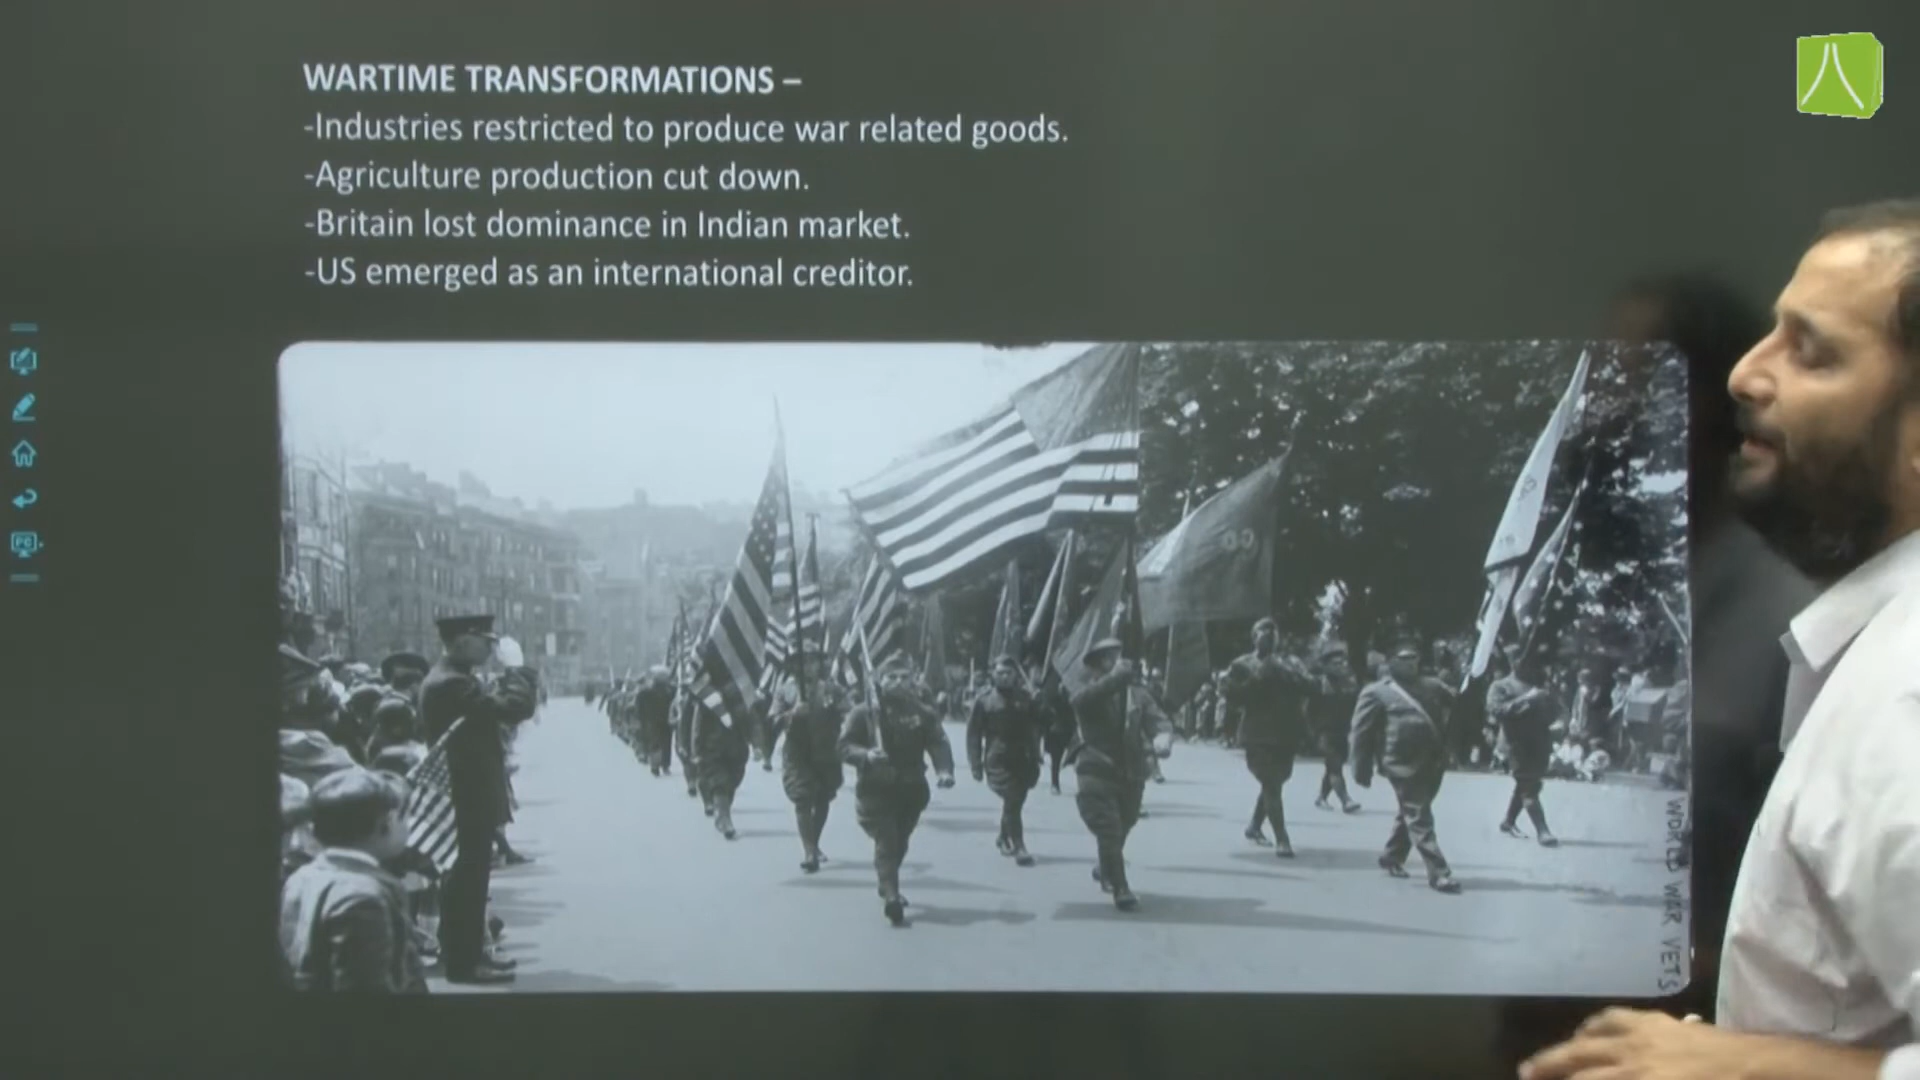 WARTIME TRANSFORMATIONS –
-Industries restricted to produce war related goods.
-Agriculture production cut down.
-Britain lost dominance in Indian market.
-US emerged as an international creditor.
PC
WORLD WAR VETS